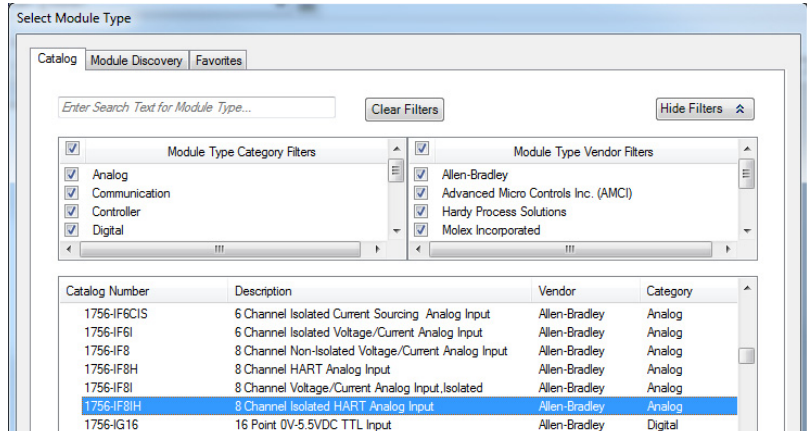 Select Module Type
Catalog Module Discovery Favorites
Enter Search Text for Module Type... Clear Filters Hide Filters
Module Type Category Filters Module Type Vendor Filters
Analog Allen-Bradley
Communication Advanced Micro Controls Inc. (AMCI)
Controller Hardy Process Solutions
Digital Molex Incorporated
Catalog Number Description Vendor Category
1756-IF6CIS 6 Channel Isolated Current Sourcing Analog Input Allen-Bradley Analog
1756-IF6I 6 Channel Isolated Voltage/Current Analog Input Allen-Bradley Analog
1756-IF8 8 Channel Non-Isolated Voltage/Current Analog Input Allen-Bradley Analog
1756-IF8H 8 Channel HART Analog Input Allen-Bradley Analog
1756-IF8I 8 Channel Voltage/Current Analog Input,Isolated Allen-Bradley Analog
1756-IF8IH 8 Channel Isolated HART Analog Input Allen-Bradley Analog
1756-IG16 16 Point 0V-5.5VDC TTL Input Allen-Bradley Digital